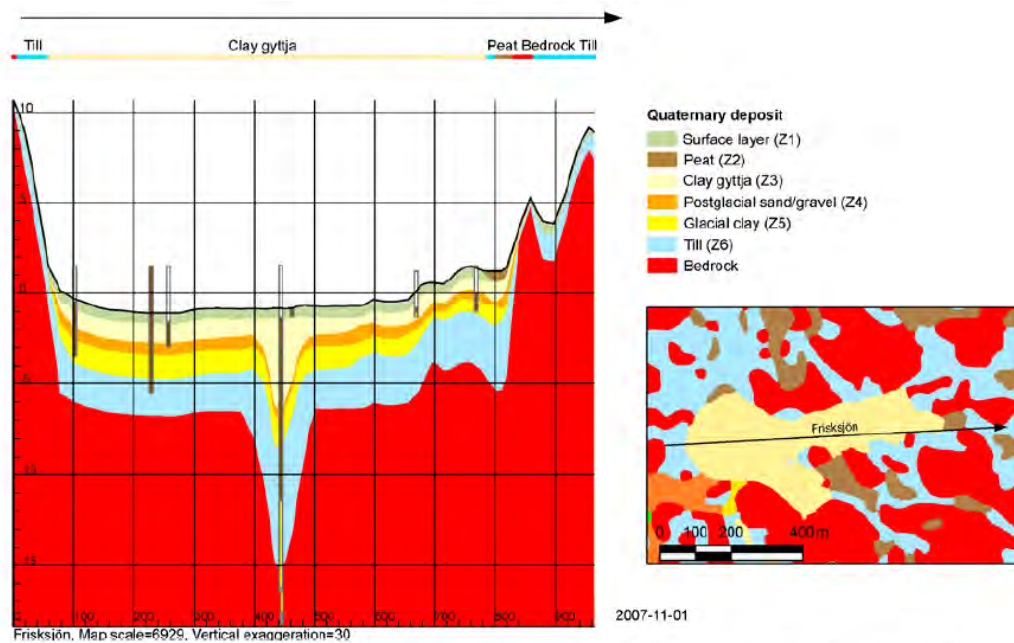 Till Clay gyttja Peat Bedrock Till
10
5
0
-5
-10
-15
0 100 200 300 400 500 600 700 800 900
Frisksjön, Map scale=6929, Vertical exaggeration=30
Quaternary deposit
Surface layer (Z1)
Peat (Z2)
Clay gyttja (Z3)
Postglacial sand/gravel (Z4)
Glacial clay (Z5)
Till (Z6)
Bedrock
Frisksjön
0 100 200 400 m
2007-11-01